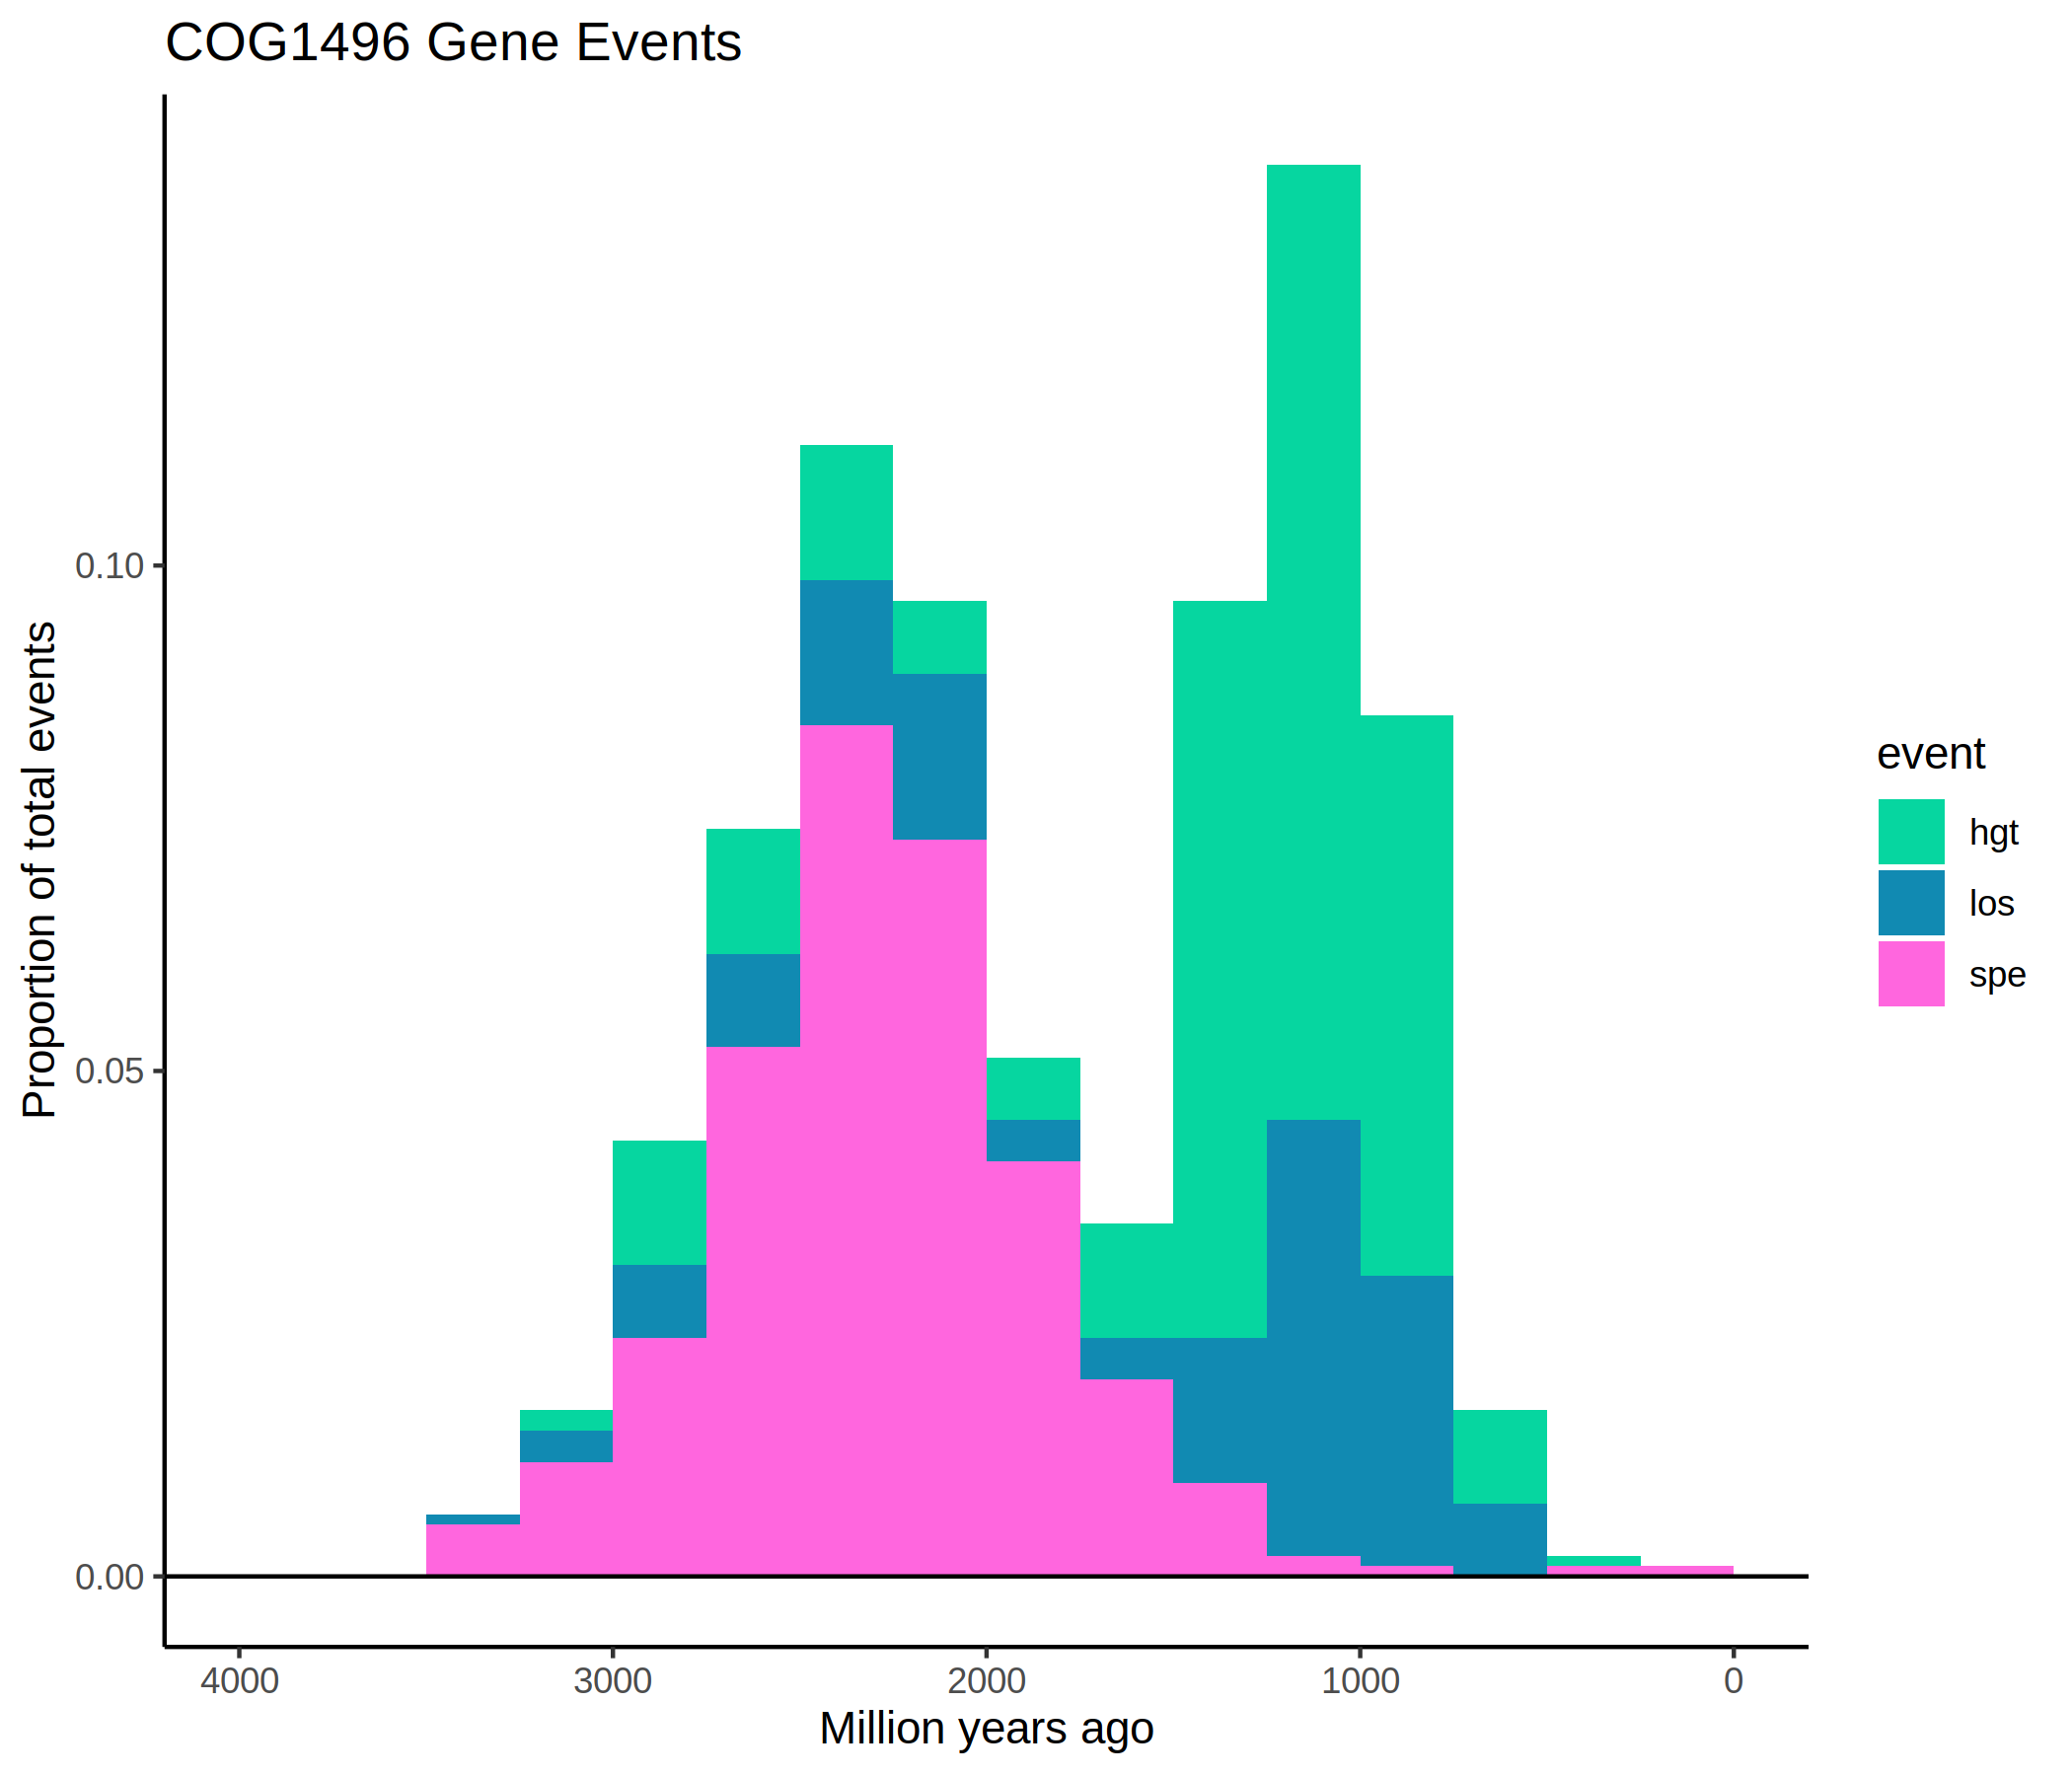 COG1496 Gene Events
Proportion of total events
0.10
0.05
0.00
4000 3000 2000 1000 0
Million years ago
event
hgt
los
spe